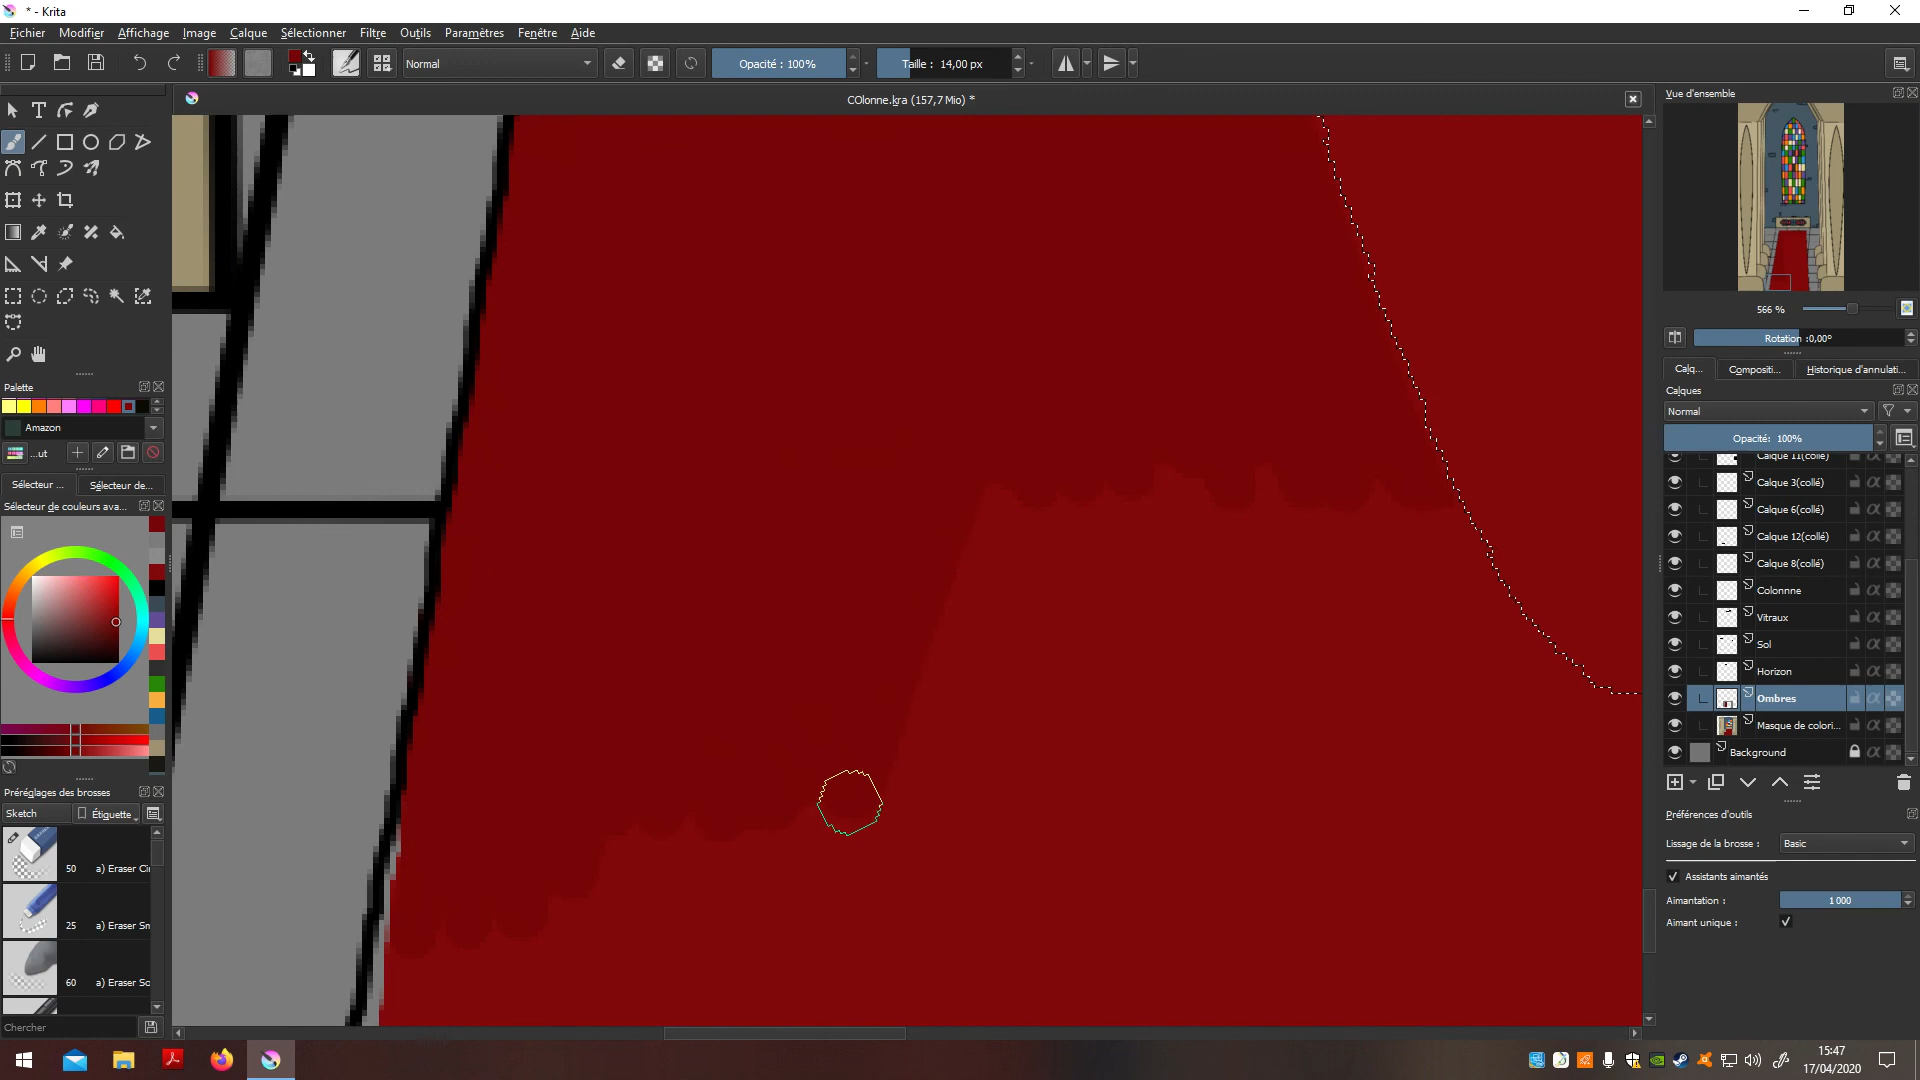 * - Krita
Fichier Modifier Affichage Image Calque Sélectionner Filtre Outils Paramètres Fenêtre Aide
Normal Opacité : 100% Taille : 14,00 px
COlonne.kra (157,7 Mio) *
Vue d'ensemble
566 %
Rotation :0,00°
Calq... Compositi... Historique d'annulati...
Calques
Normal
Opacité: 100%
Calque 11(collé)
Calque 3(collé)
Calque 6(collé)
Calque 12(collé)
Calque 8(collé)
Colonnne
Vitraux
Sol
Horizon
Ombres
Masque de colori...
Background
Préférences d'outils
Lissage de la brosse : Basic
Assistants aimantés
Aimantation : 1 000
Aimant unique :
Palette
Amazon
...ut
Sélecteur ... Sélecteur de...
Sélecteur de couleurs ava...
Préréglages des brosses
Sketch Étiquette
50 a) Eraser Ci
25 a) Eraser Sn
60 a) Eraser So
Chercher
15:47
17/04/2020